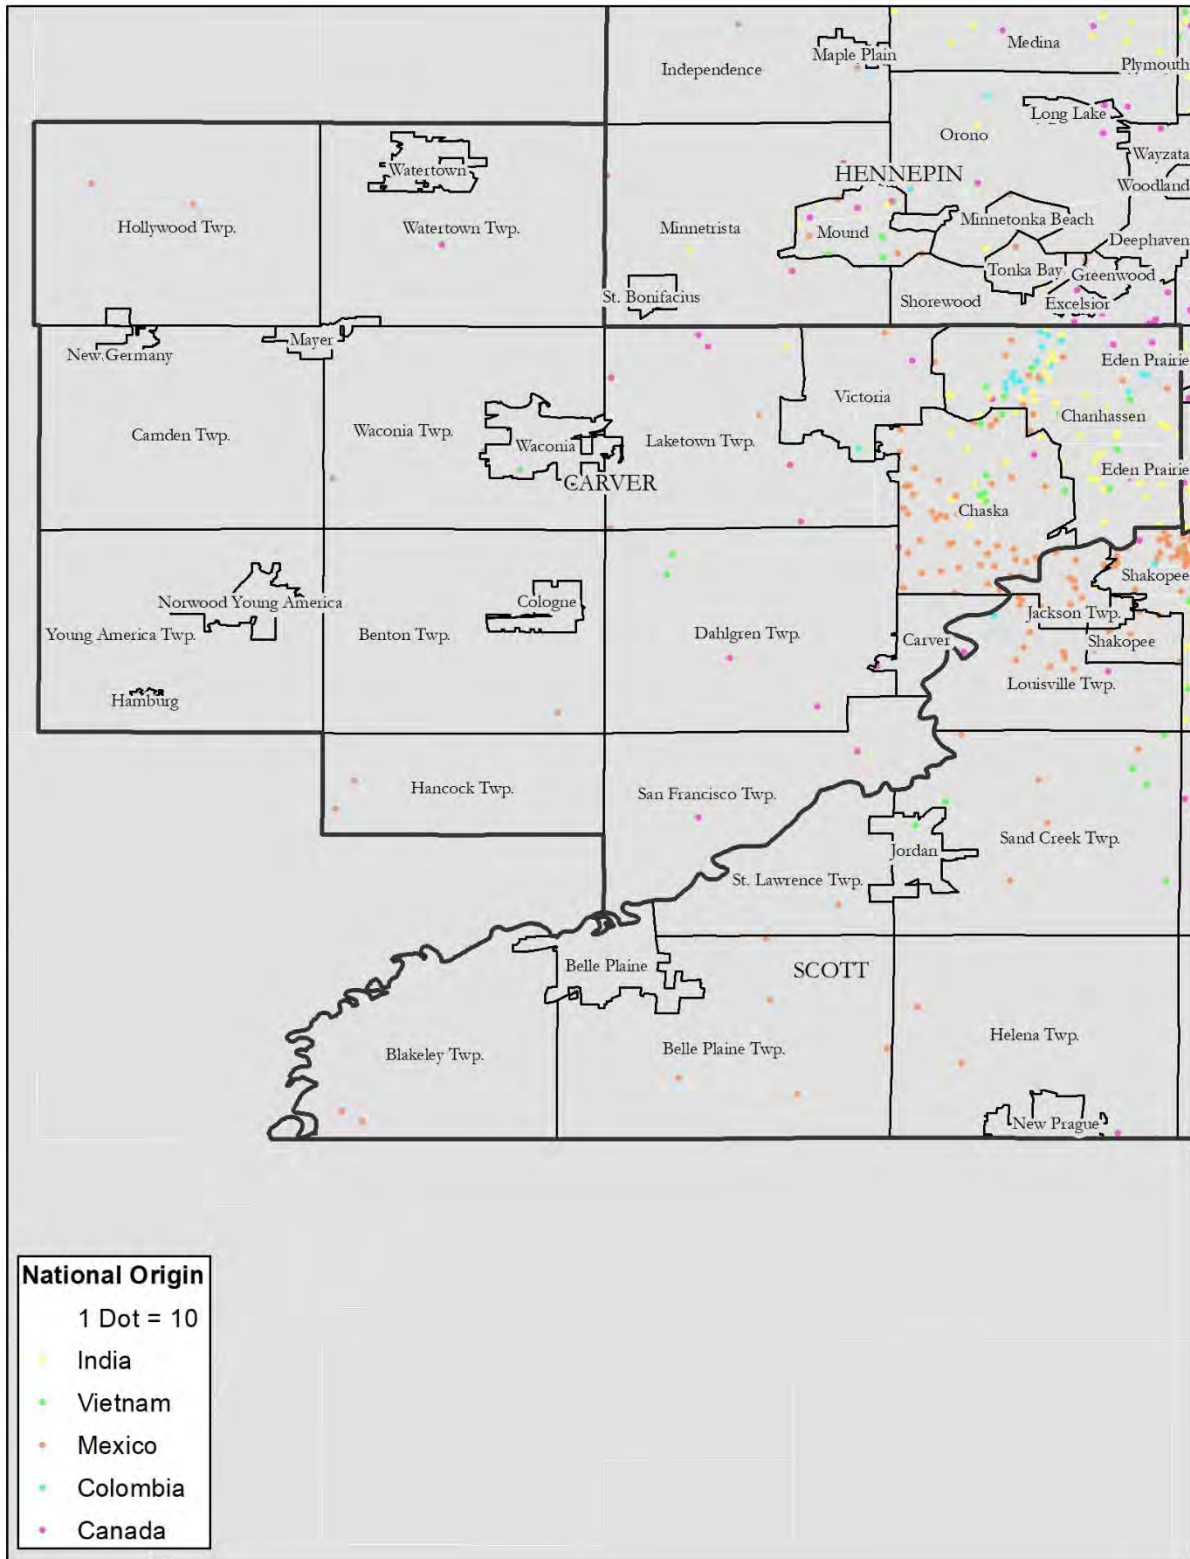 Medina
Maple Plain
Independence
Plymouth
Long Lake
Orono
Wayzata
Watertown
HENNEPIN
Woodland
Minnetonka Beach
Hollywood Twp.
Watertown Twp.
Minnetrista
Mound
Deephaven
Tonka Bay
Greenwood
St. Bonifacius
Shorewood
Excelsior
New Germany
Mayer
Eden Prairie
Victoria
Chanhassen
Camden Twp.
Waconia Twp.
Waconia
Laketown Twp.
Eden Prairie
CARVER
Chaska
Shakopee
Norwood Young America
Cologne
Jackson Twp.
Young America Twp.
Benton Twp.
Dahlgren Twp.
Carver
Shakopee
Louisville Twp.
Hamburg
Hancock Twp.
San Francisco Twp.
Sand Creek Twp.
Jordan
St. Lawrence Twp.
Belle Plaine
SCOTT
Helena Twp.
Belle Plaine Twp.
Blakeley Twp.
New Prague
National Origin
1 Dot = 10
India
Vietnam
Mexico
Colombia
Canada